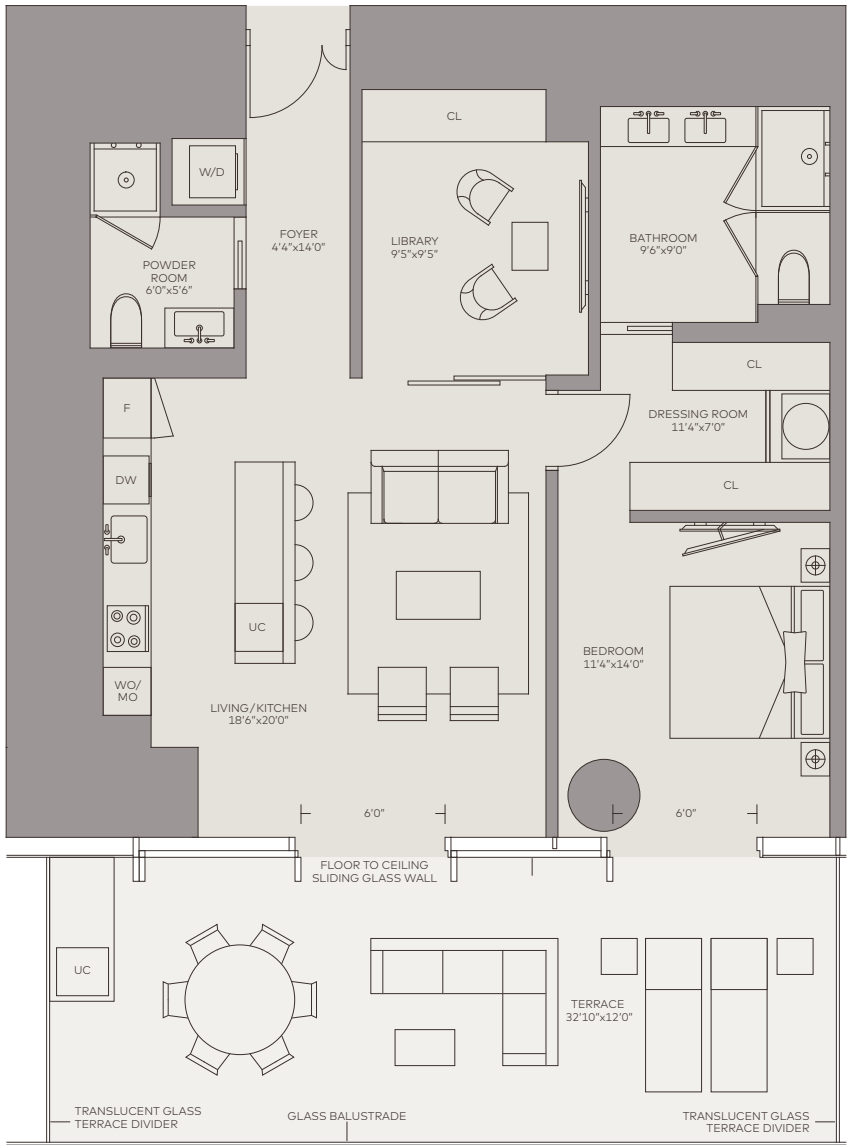 CL
W/D
FOYER
4'4"x14'0"
LIBRARY
9'5"x9'5"
BATHROOM
9'6"x9'0"
POWDER
ROOM
6'0"x5'6"
CL
F
DRESSING ROOM
11'4"x7'0"
DW
CL
UC
BEDROOM
11'4"x14'0"
WO/
MO
LIVING/KITCHEN
18'6"x20'0"
6'0"
6'0"
FLOOR TO CEILING
SLIDING GLASS WALL
UC
TERRACE
32'10"x12'0"
TRANSLUCENT GLASS
TERRACE DIVIDER
GLASS BALUSTRADE
TRANSLUCENT GLASS
TERRACE DIVIDER